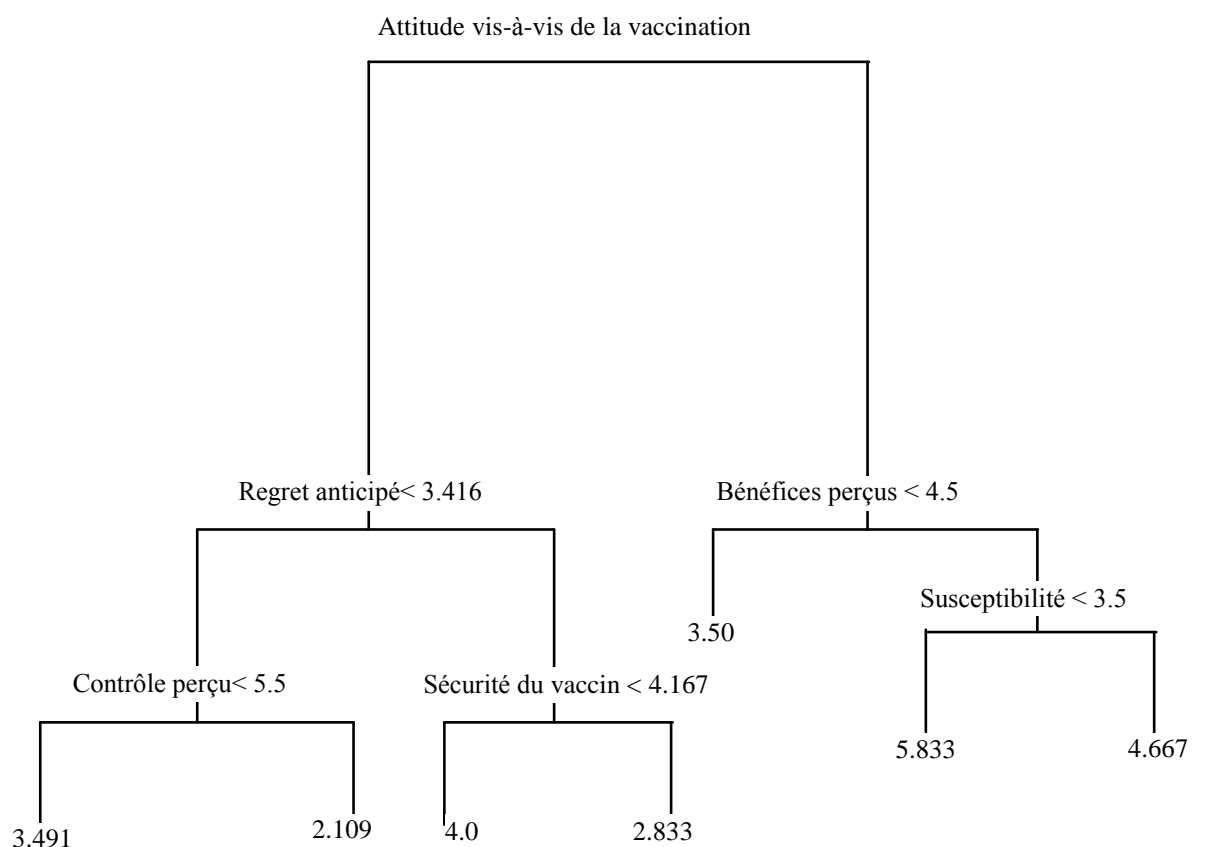 Attitude vis-à-vis de la vaccination
Regret anticipé< 3.416
Bénéfices perçus < 4.5
Susceptibilité < 3.5
3.50
Contrôle perçu< 5.5
Sécurité du vaccin < 4.167
5.833
4.667
3.491
2.109
4.0
2.833